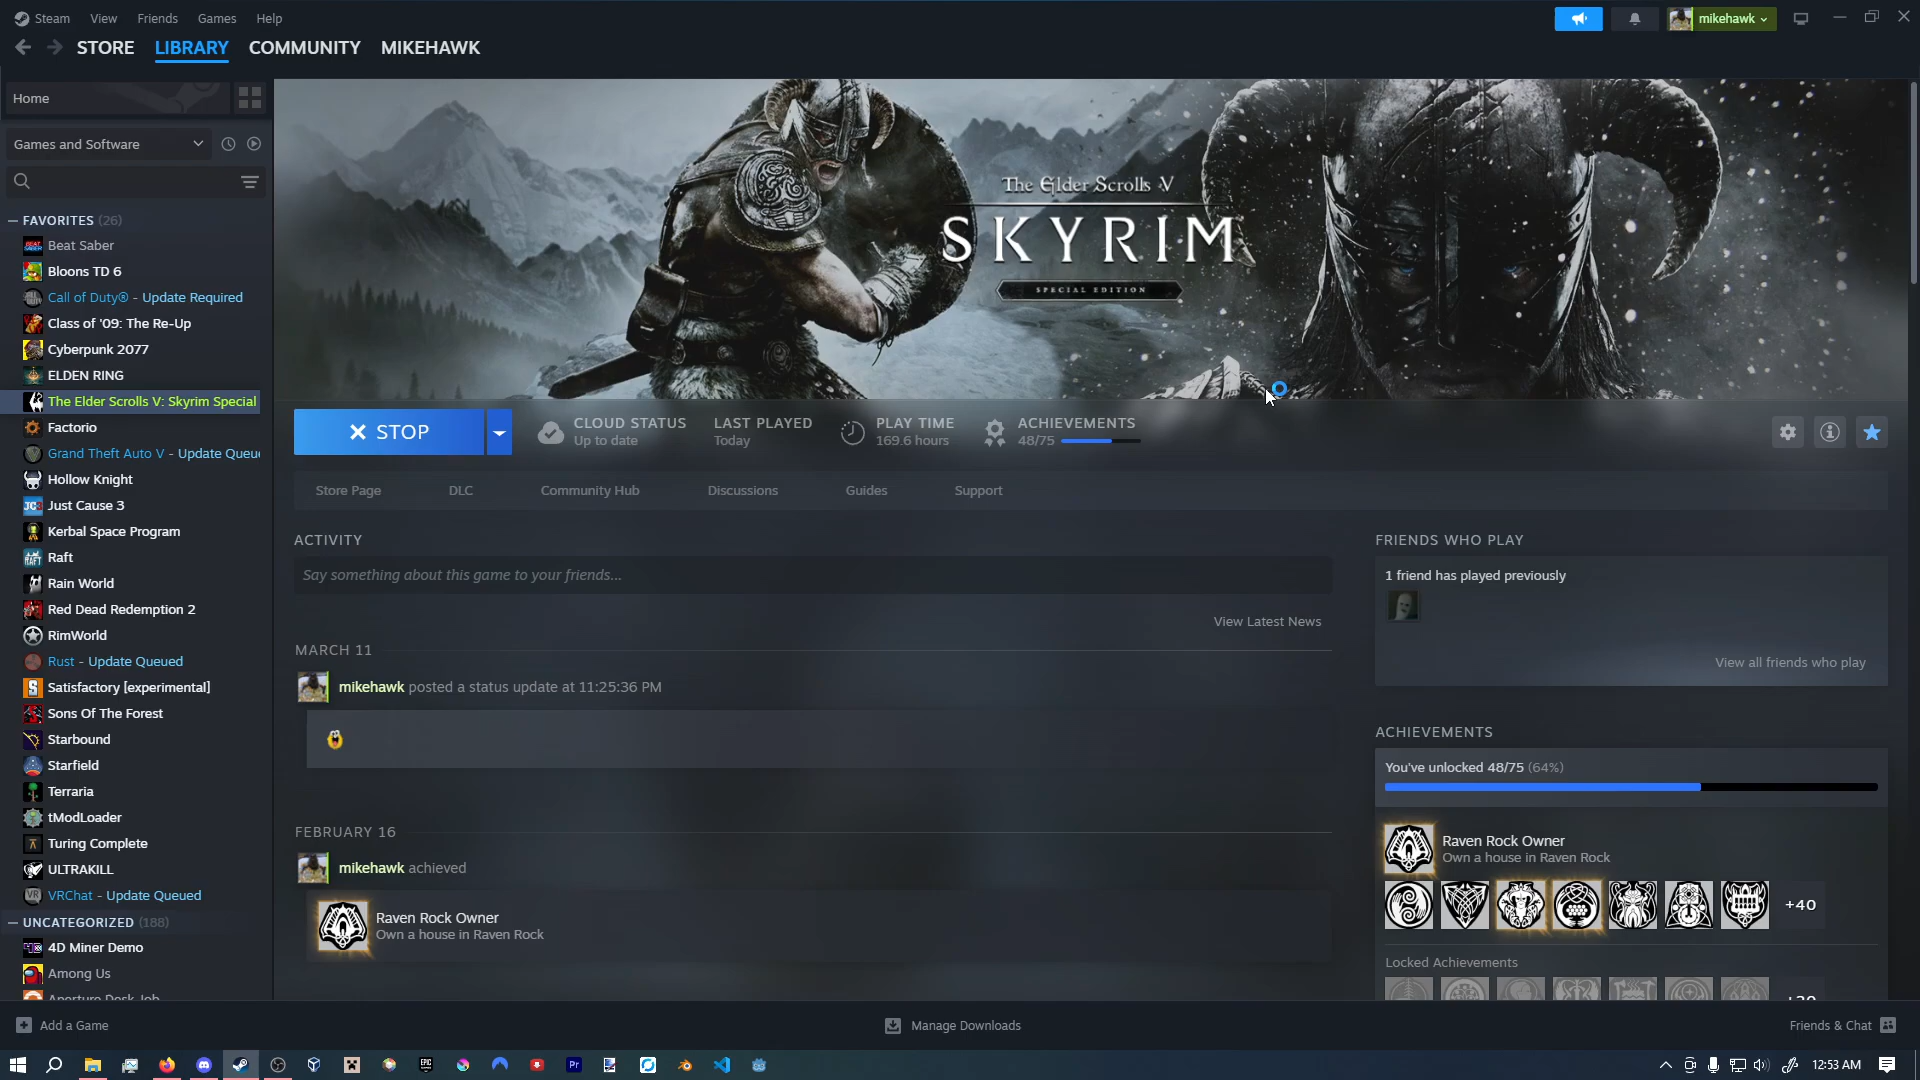 Steam View Friends Games Help
mikehawk
STORE LIBRARY COMMUNITY MIKEHAWK
Home
Games and Software
FAVORITES (26)
Beat Saber
Bloons TD 6
Call of Duty® - Update Required
Class of '09: The Re-Up
Cyberpunk 2077
ELDEN RING
The Elder Scrolls V: Skyrim Special
Factorio
Grand Theft Auto V - Update Queue
Hollow Knight
Just Cause 3
Kerbal Space Program
Raft
Rain World
Red Dead Redemption 2
RimWorld
Rust - Update Queued
Satisfactory [experimental]
Sons Of The Forest
Starbound
Starfield
Terraria
tModLoader
Turing Complete
ULTRAKILL
VRChat - Update Queued
UNCATEGORIZED (188)
4D Miner Demo
Among Us
Aperture Desk Job
The Elder Scrolls V
SKYRIM
SPECIAL EDITION
STOP
CLOUD STATUS
Up to date
LAST PLAYED
Today
PLAY TIME
169.6 hours
ACHIEVEMENTS
48/75
Store Page DLC Community Hub Discussions Guides Support
ACTIVITY
Say something about this game to your friends...
View Latest News
MARCH 11
mikehawk posted a status update at 11:25:36 PM
FEBRUARY 16
mikehawk achieved
Raven Rock Owner
Own a house in Raven Rock
FRIENDS WHO PLAY
1 friend has played previously
View all friends who play
ACHIEVEMENTS
You've unlocked 48/75 (64%)
Raven Rock Owner
Own a house in Raven Rock
+40
Locked Achievements
+20
Add a Game
Manage Downloads
Friends & Chat
12:53 AM